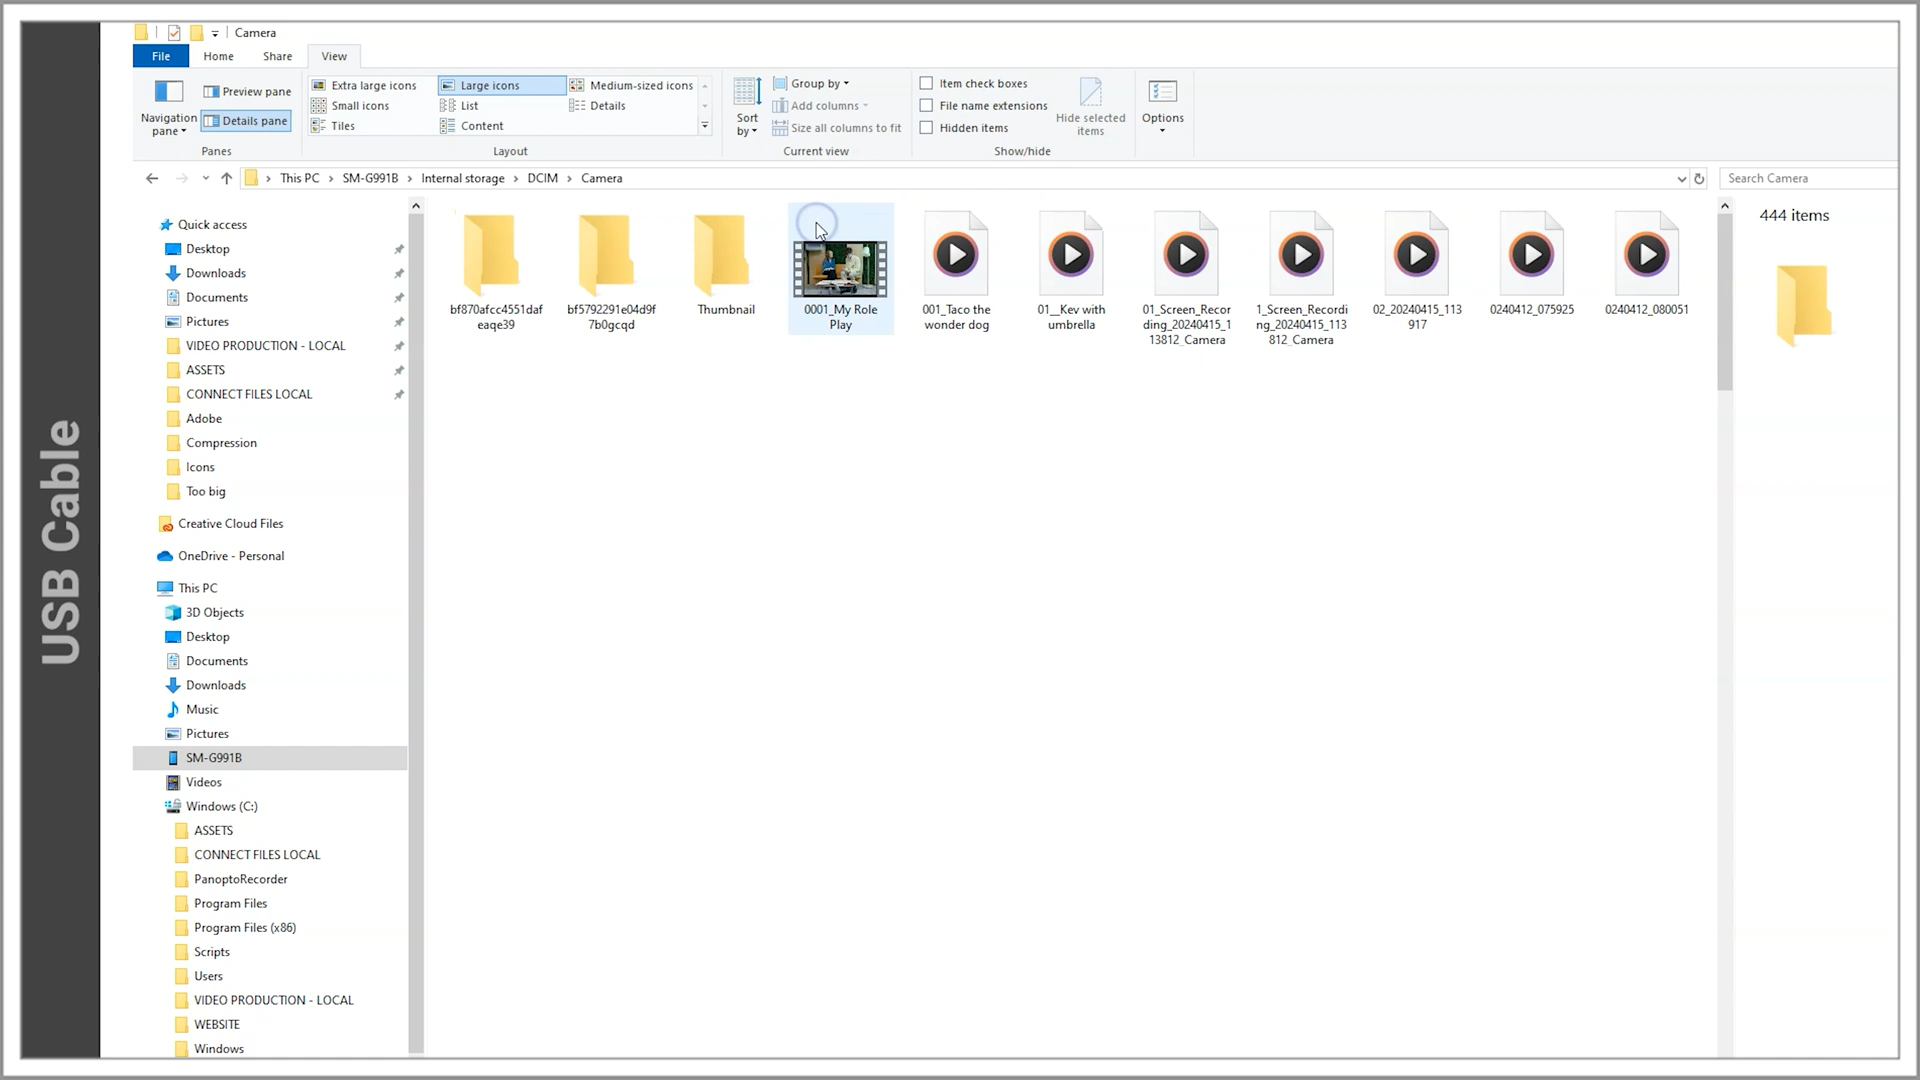 USB Cable
Camera
File Home Share View
Navigation pane
Preview pane
Details pane
Panes
Extra large icons Large icons Medium-sized icons
Small icons List Details
Tiles Content
Layout
Sort by
Group by
Add columns
Size all columns to fit
Current view
Item check boxes
File name extensions
Hidden items
Hide selected items
Show/hide
Options
This PC › SM-G991B › Internal storage › DCIM › Camera
Search Camera
Quick access
Desktop
Downloads
Documents
Pictures
VIDEO PRODUCTION - LOCAL
ASSETS
CONNECT FILES LOCAL
Adobe
Compression
Icons
Too big
Creative Cloud Files
OneDrive - Personal
This PC
3D Objects
Desktop
Documents
Downloads
Music
Pictures
SM-G991B
Videos
Windows (C:)
ASSETS
CONNECT FILES LOCAL
PanoptoRecorder
Program Files
Program Files (x86)
Scripts
Users
VIDEO PRODUCTION - LOCAL
WEBSITE
Windows
bf870afcc4551daf
eaqe39
bf5792291e04d9f
7b0gcqd
Thumbnail
0001_My Role
Play
001_Taco the
wonder dog
01__Kev with
umbrella
01_Screen_Recor
ding_20240415_1
13812_Camera
1_Screen_Recordi
ng_20240415_113
812_Camera
02_20240415_113
917
0240412_075925
0240412_080051
444 items